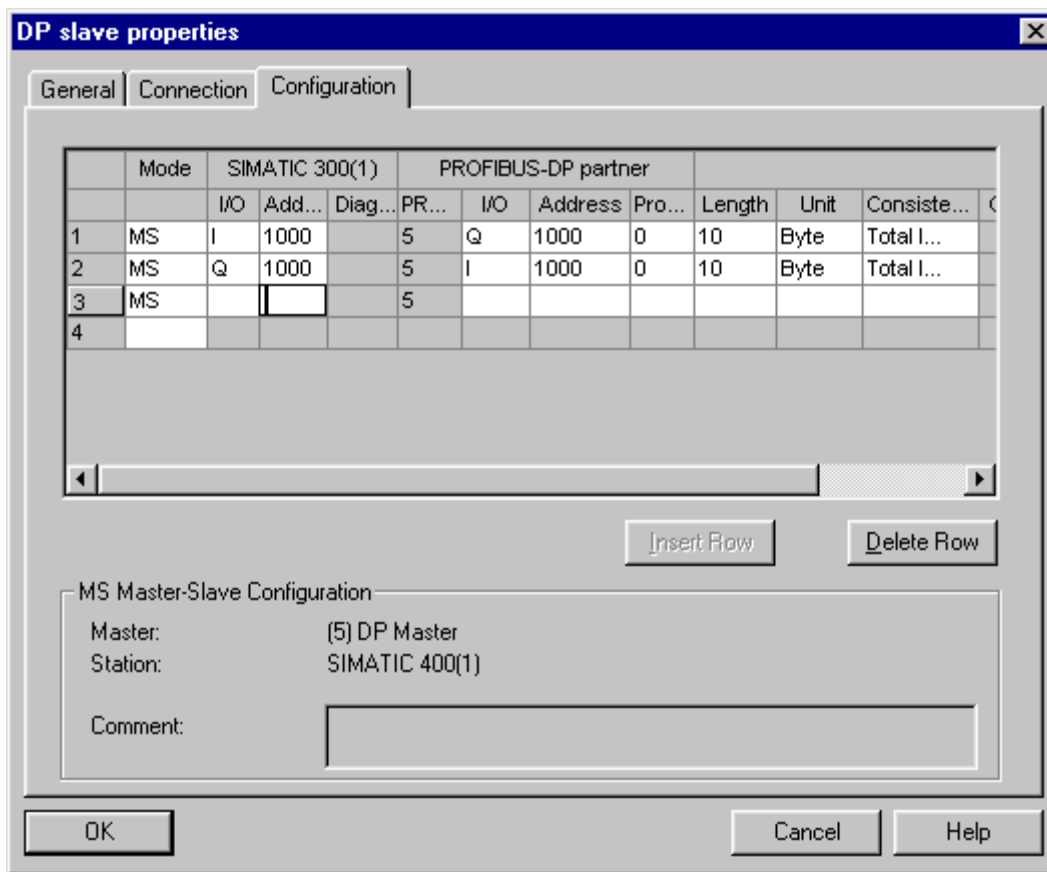 DP slave properties
General Connection Configuration
Mode SIMATIC 300(1) PROFIBUS-DP partner
I/O Add... Diag... PR... I/O Address Pro... Length Unit Consiste...
1 MS I 1000 5 Q 1000 0 10 Byte Total I...
2 MS Q 1000 5 I 1000 0 10 Byte Total I...
3 MS 5
4
Insert Row Delete Row
MS Master-Slave Configuration
Master: (5) DP Master
Station: SIMATIC 400(1)
Comment:
OK Cancel Help